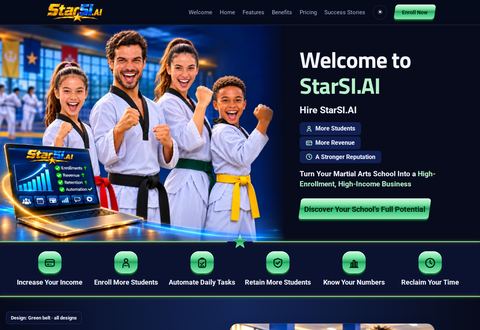 StarSI.AI
Welcome Home Features Benefits Pricing Success Stories
Enroll Now
Welcome to
StarSI.AI
Hire StarSI.AI
More Students
More Revenue
A Stronger Reputation
Turn Your Martial Arts School Into a High-
Enrollment, High-Income Business
Discover Your School's Full Potential
StarSI.AI
Enrollments
Revenue
Retention
Automation
Increase Your Income
Enroll More Students
Automate Daily Tasks
Retain More Students
Know Your Numbers
Reclaim Your Time
Design: Green belt · all designs